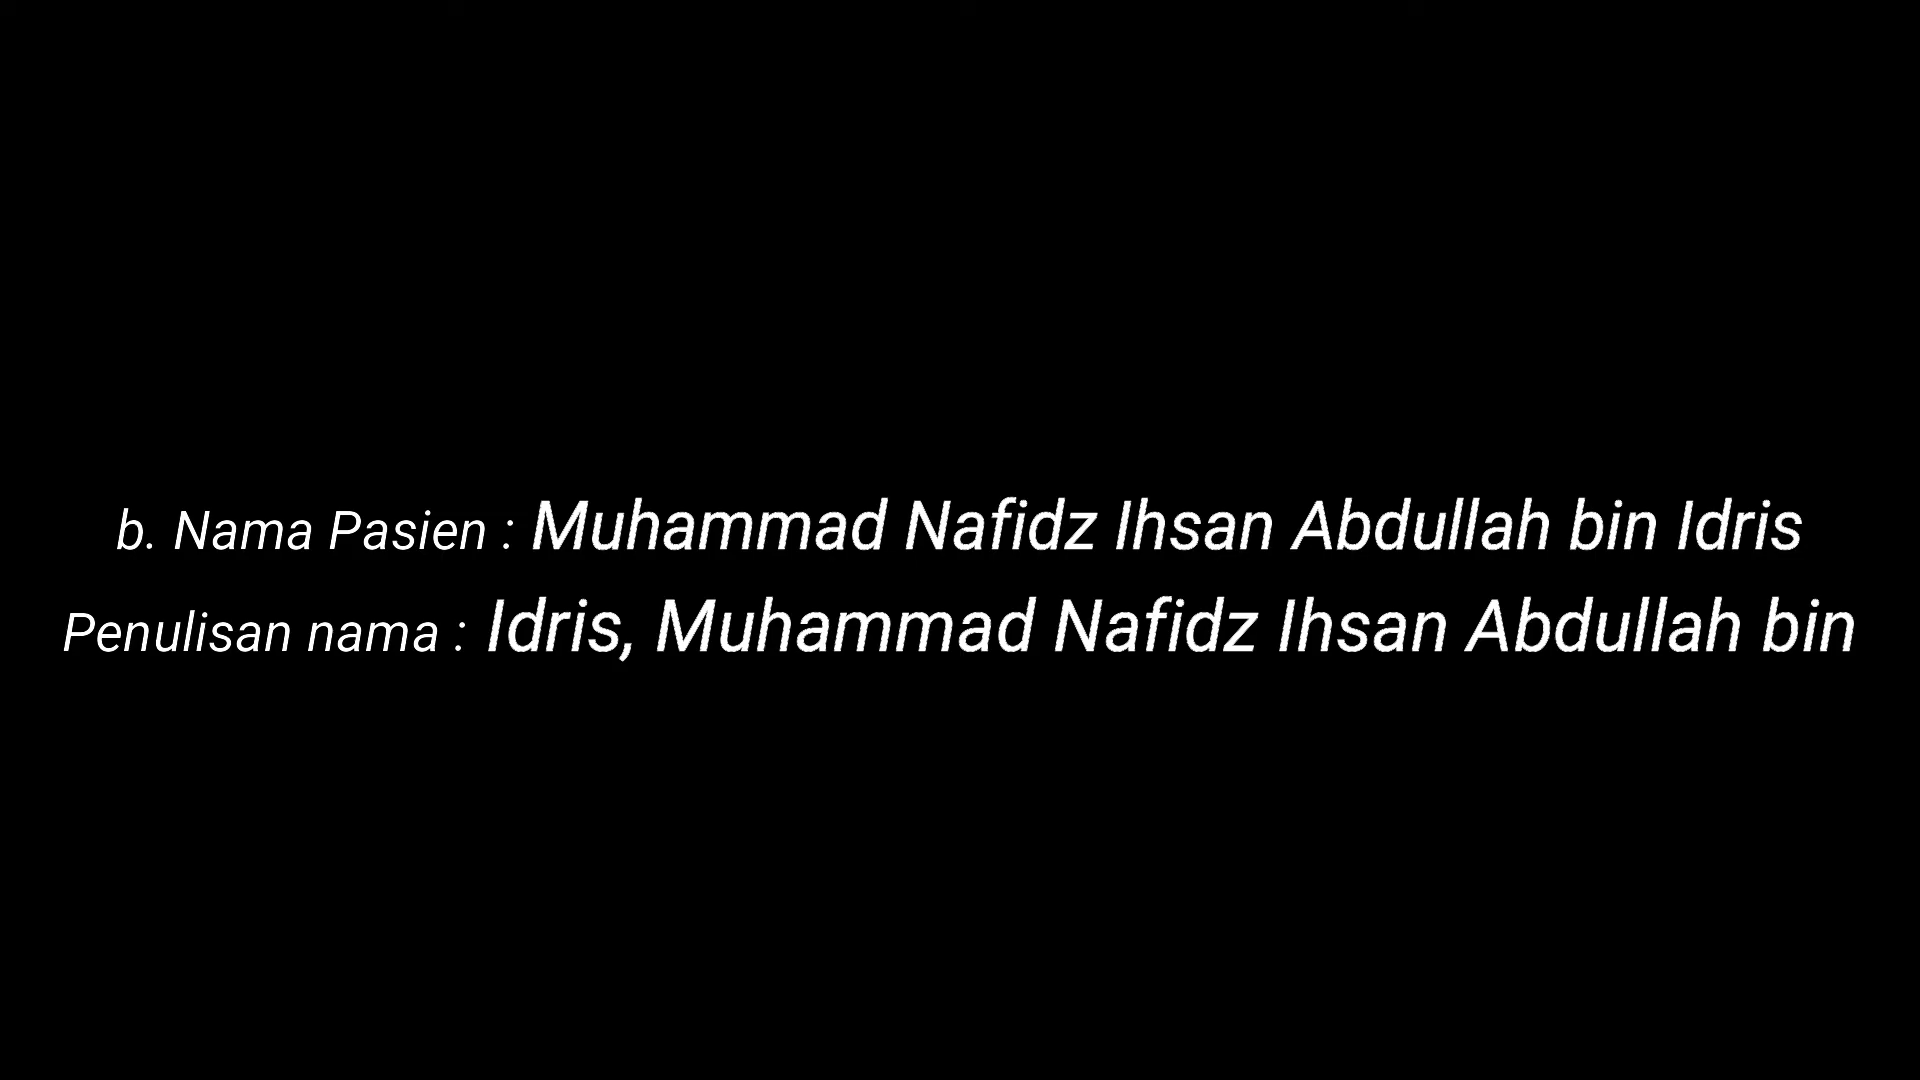 b. Nama Pasien : Muhammad Nafidz Ihsan Abdullah bin Idris
Penulisan nama : Idris, Muhammad Nafidz Ihsan Abdullah bin